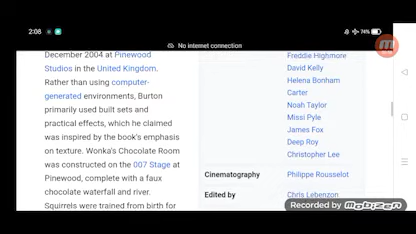 2:08
74%
No internet connection
December 2004 at Pinewood
Studios in the United Kingdom.
Rather than using computer-
generated environments, Burton
primarily used built sets and
practical effects, which he claimed
was inspired by the book's emphasis
on texture. Wonka's Chocolate Room
was constructed on the 007 Stage at
Pinewood, complete with a faux
chocolate waterfall and river.
Squirrels were trained from birth for
Freddie Highmore
David Kelly
Helena Bonham
Carter
Noah Taylor
Missi Pyle
James Fox
Deep Roy
Christopher Lee
Cinematography Philippe Rousselot
Edited by Chris Lebenzon
Recorded by Mobizen